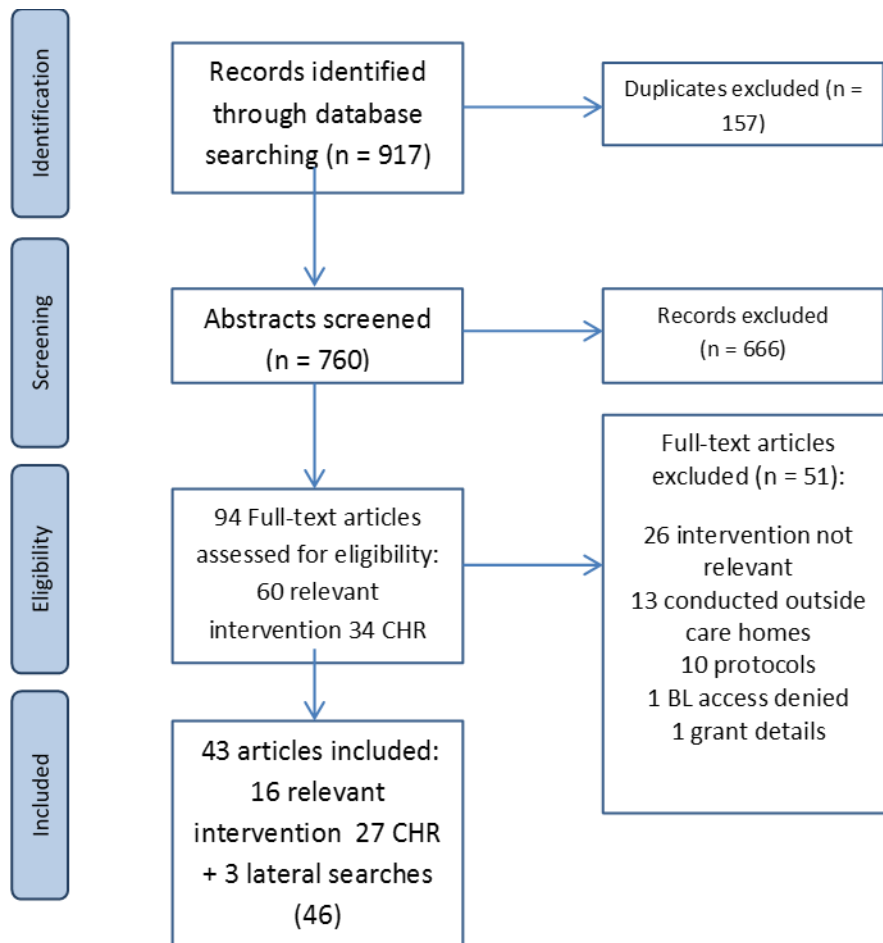 Identification
Records identified
through database
searching (n = 917)
Duplicates excluded (n =
157)
Screening
Abstracts screened
(n = 760)
Records excluded
(n = 666)
Eligibility
94 Full-text articles
assessed for eligibility:
60 relevant
intervention 34 CHR
Full-text articles
excluded (n = 51):
26 intervention not
relevant
13 conducted outside
care homes
10 protocols
1 BL access denied
1 grant details
Included
43 articles included:
16 relevant
intervention 27 CHR
+ 3 lateral searches
(46)